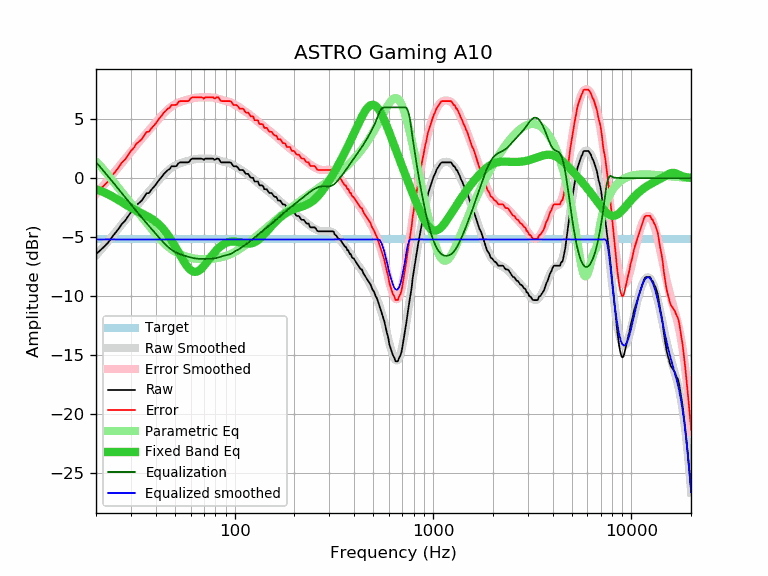 ASTRO Gaming A10
Amplitude (dBr)
5
0
−5
−10
−15
−20
−25
Target
Raw Smoothed
Error Smoothed
Raw
Error
Parametric Eq
Fixed Band Eq
Equalization
Equalized smoothed
100 1000 10000
Frequency (Hz)